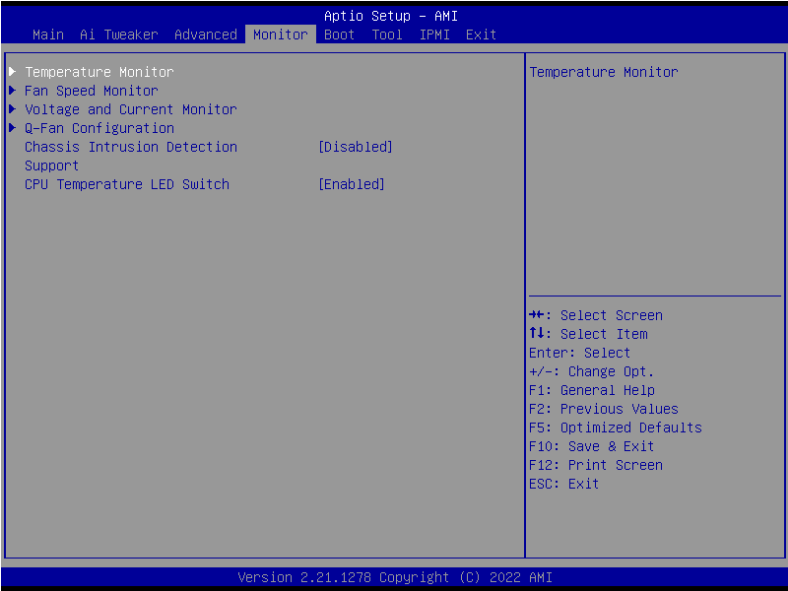 Aptio Setup – AMI
Main Ai Tweaker Advanced Monitor Boot Tool IPMI Exit
Temperature Monitor
Fan Speed Monitor
Voltage and Current Monitor
Q-Fan Configuration
Chassis Intrusion Detection [Disabled]
Support
CPU Temperature LED Switch [Enabled]
Temperature Monitor
→←: Select Screen
↑↓: Select Item
Enter: Select
+/-: Change Opt.
F1: General Help
F2: Previous Values
F5: Optimized Defaults
F10: Save & Exit
F12: Print Screen
ESC: Exit
Version 2.21.1278 Copyright (C) 2022 AMI